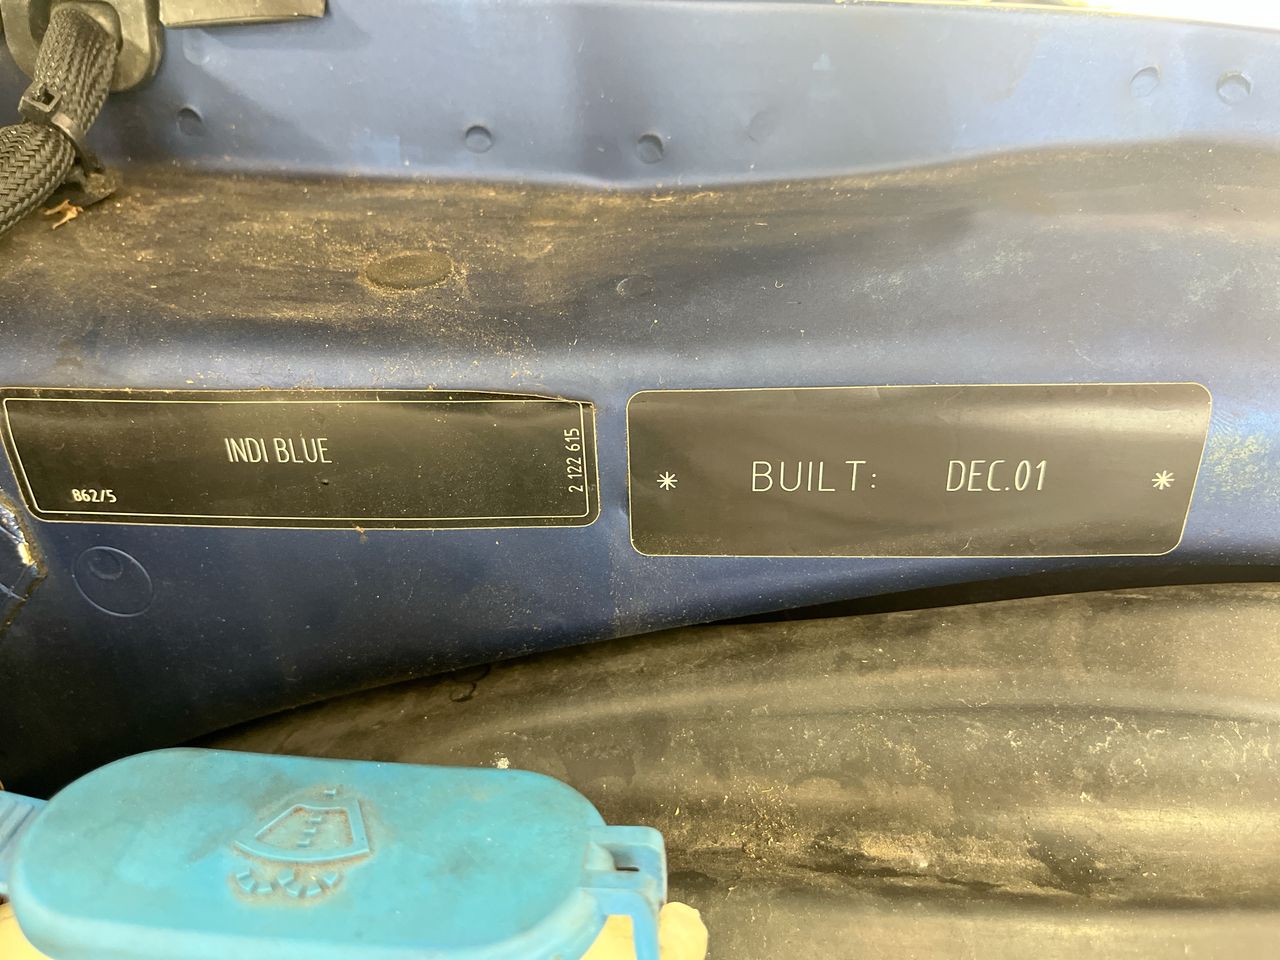 INDI BLUE
862/5
2 122 615
* BUILT: DEC.01 *